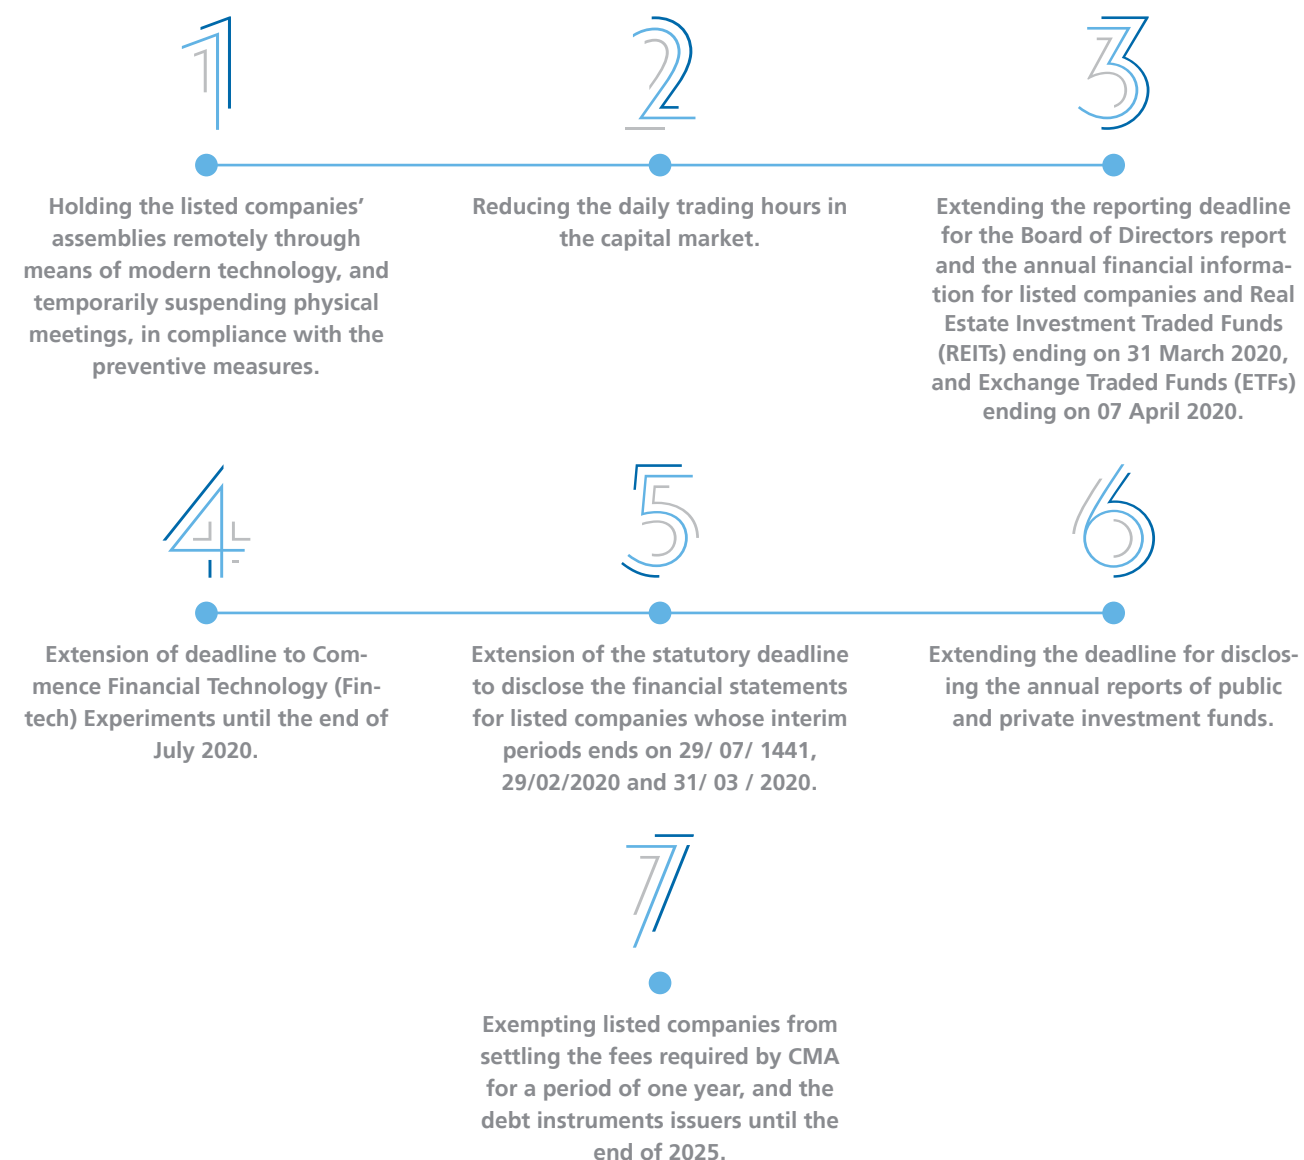 1
Holding the listed companies’
assemblies remotely through
means of modern technology, and
temporarily suspending physical
meetings, in compliance with the
preventive measures.
2
Reducing the daily trading hours in
the capital market.
3
Extending the reporting deadline
for the Board of Directors report
and the annual financial informa-
tion for listed companies and Real
Estate Investment Traded Funds
(REITs) ending on 31 March 2020,
and Exchange Traded Funds (ETFs)
ending on 07 April 2020.
4
Extension of deadline to Com-
mence Financial Technology (Fin-
tech) Experiments until the end of
July 2020.
5
Extension of the statutory deadline
to disclose the financial statements
for listed companies whose interim
periods ends on 29/ 07/ 1441,
29/02/2020 and 31/ 03 / 2020.
6
Extending the deadline for disclos-
ing the annual reports of public
and private investment funds.
7
Exempting listed companies from
settling the fees required by CMA
for a period of one year, and the
debt instruments issuers until the
end of 2025.